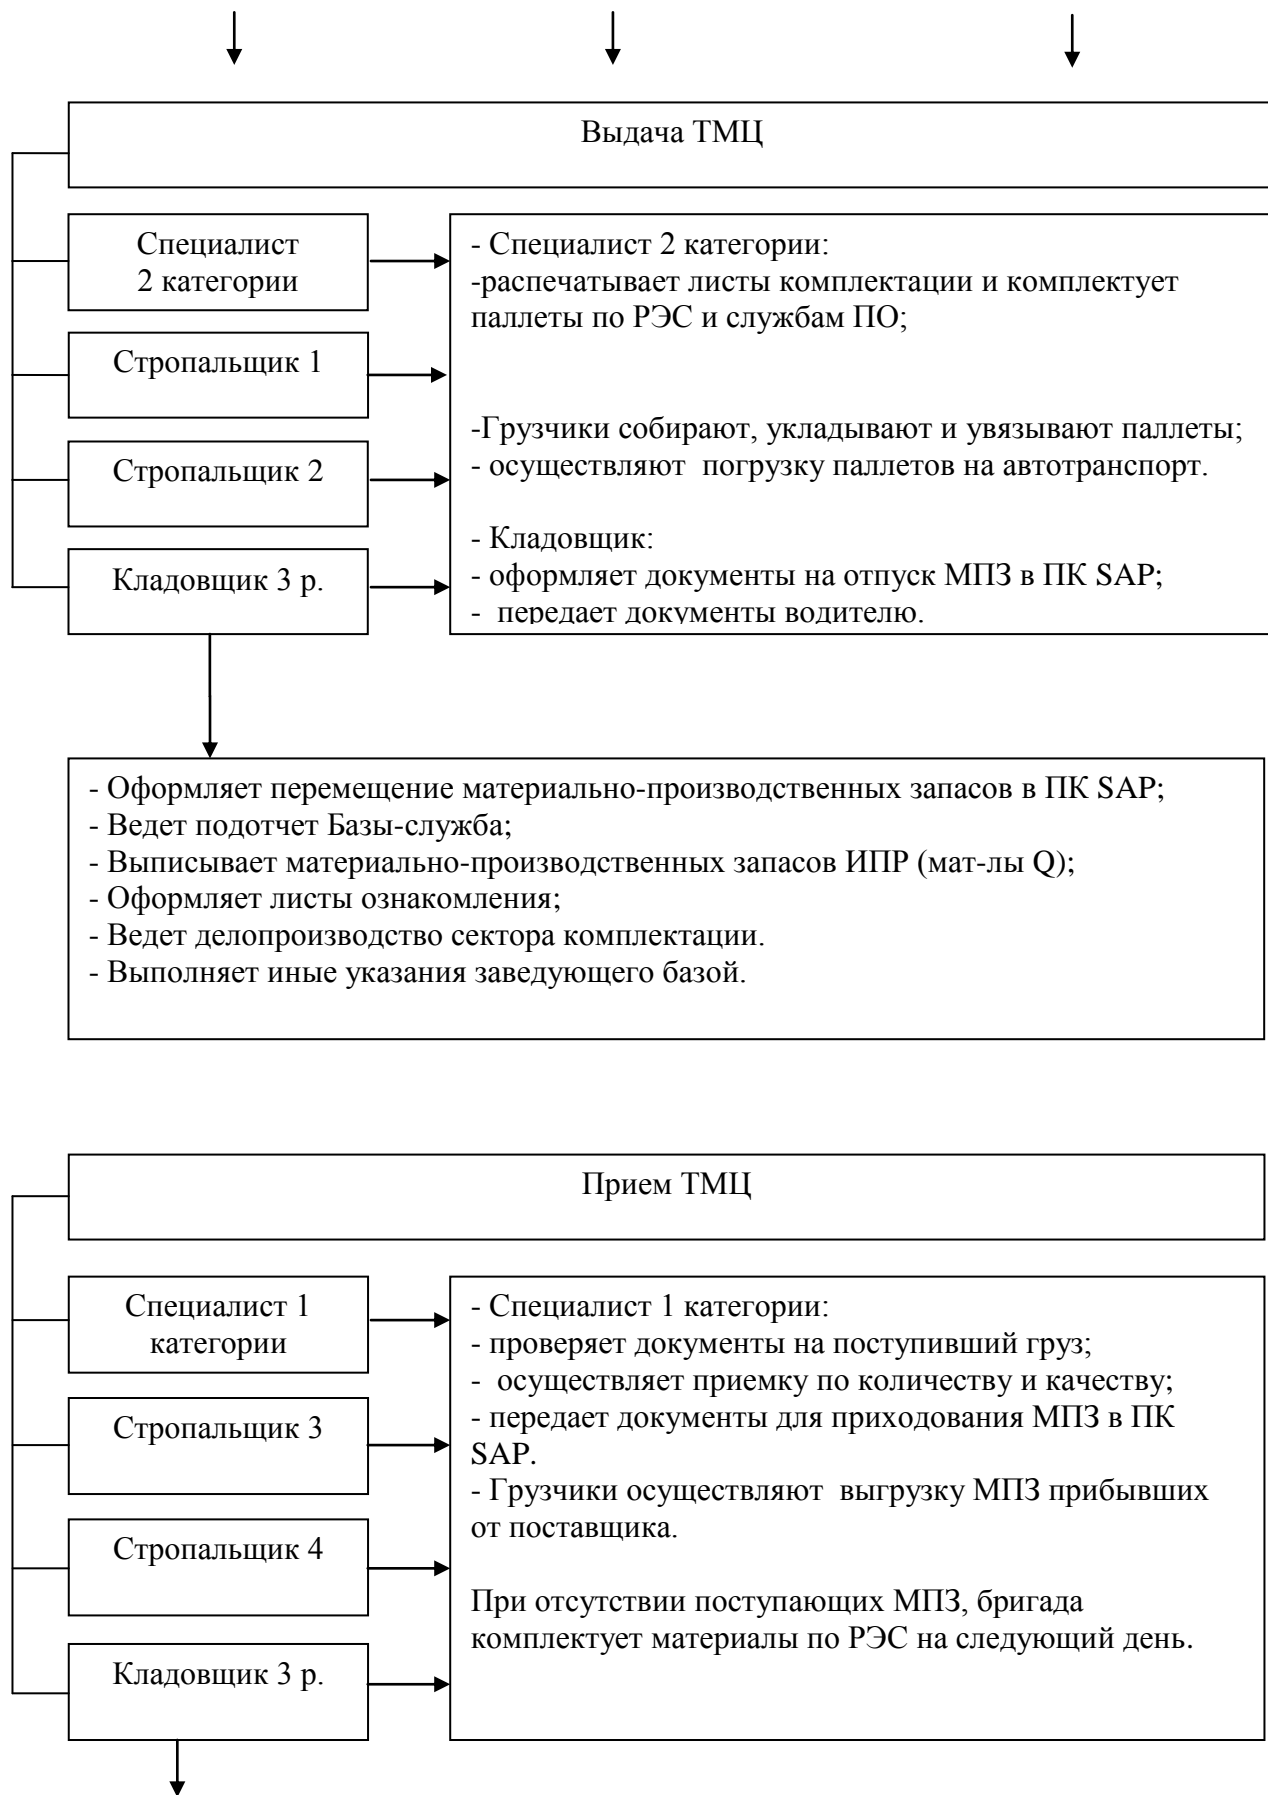 Выдача ТМЦ
Специалист
2 категории
Стропальщик 1
Стропальщик 2
Кладовщик 3 р.
- Специалист 2 категории:
-распечатывает листы комплектации и комплектует
паллеты по РЭС и службам ПО;
-Грузчики собирают, укладывают и увязывают паллеты;
- осуществляют  погрузку паллетов на автотранспорт.
- Кладовщик:
- оформляет документы на отпуск МПЗ в ПК SAP;
-  передает документы водителю.
- Оформляет перемещение материально-производственных запасов в ПК SAP;
- Ведет подотчет Базы-служба;
- Выписывает материально-производственных запасов ИПР (мат-лы Q);
- Оформляет листы ознакомления;
- Ведет делопроизводство сектора комплектации.
- Выполняет иные указания заведующего базой.
Прием ТМЦ
Специалист 1
категории
Стропальщик 3
Стропальщик 4
Кладовщик 3 р.
- Специалист 1 категории:
- проверяет документы на поступивший груз;
-  осуществляет приемку по количеству и качеству;
- передает документы для приходования МПЗ в ПК
SAP.
- Грузчики осуществляют  выгрузку МПЗ прибывших
от поставщика.
При отсутствии поступающих МПЗ, бригада
комплектует материалы по РЭС на следующий день.